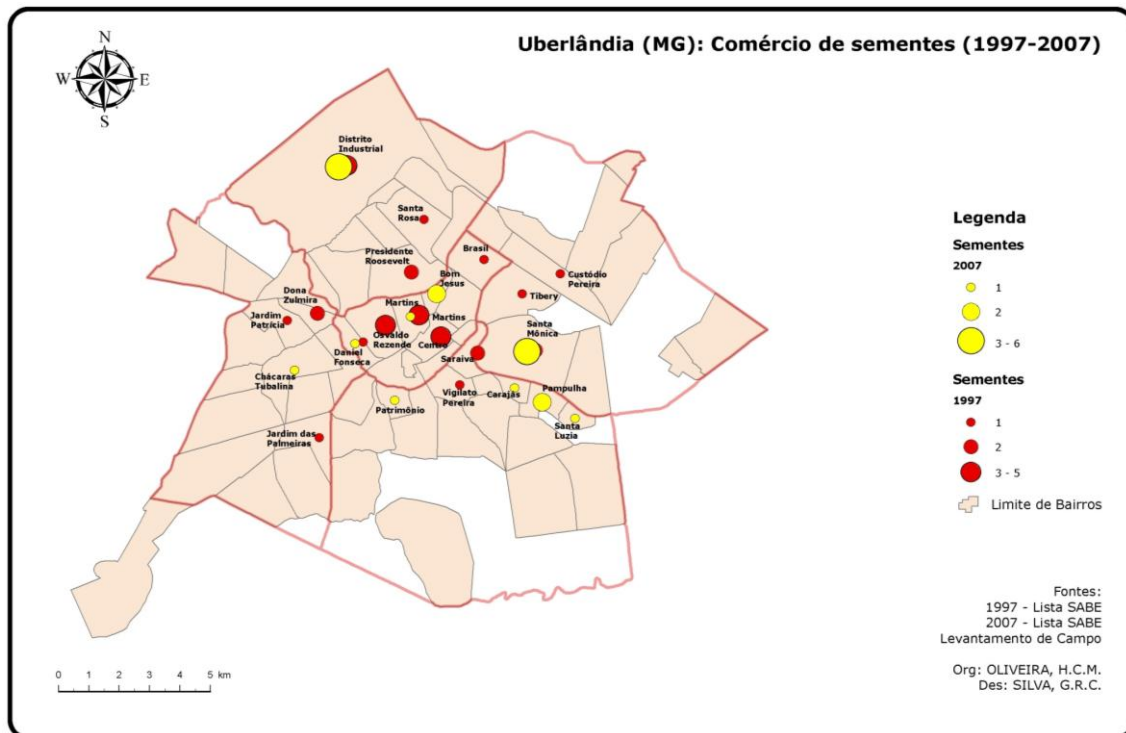 Uberlândia (MG): Comércio de sementes (1997-2007)
N
W
E
S
Distrito
Industrial
Santa
Rosa
Presidente
Roosevelt
Brasil
Bom
Jesus
Custódio
Pereira
Tibery
Dona
Zulmira
Jardim
Patrícia
Martins
Martins
Osvaldo
Rezende
Centro
Daniel
Fonseca
Santa
Mônica
Saraiva
Chácaras
Tubalina
Patrimônio
Vigilato
Pereira
Carajás
Pampulha
Santa
Luzia
Jardim das
Palmeiras
Legenda
Sementes
2007
1
2
3 - 6
Sementes
1997
1
2
3 - 5
Limite de Bairros
Fontes:
1997 - Lista SABE
2007 - Lista SABE
Levantamento de Campo
Org: OLIVEIRA, H.C.M.
Des: SILVA, G.R.C.
0 1 2 3 4 5 km